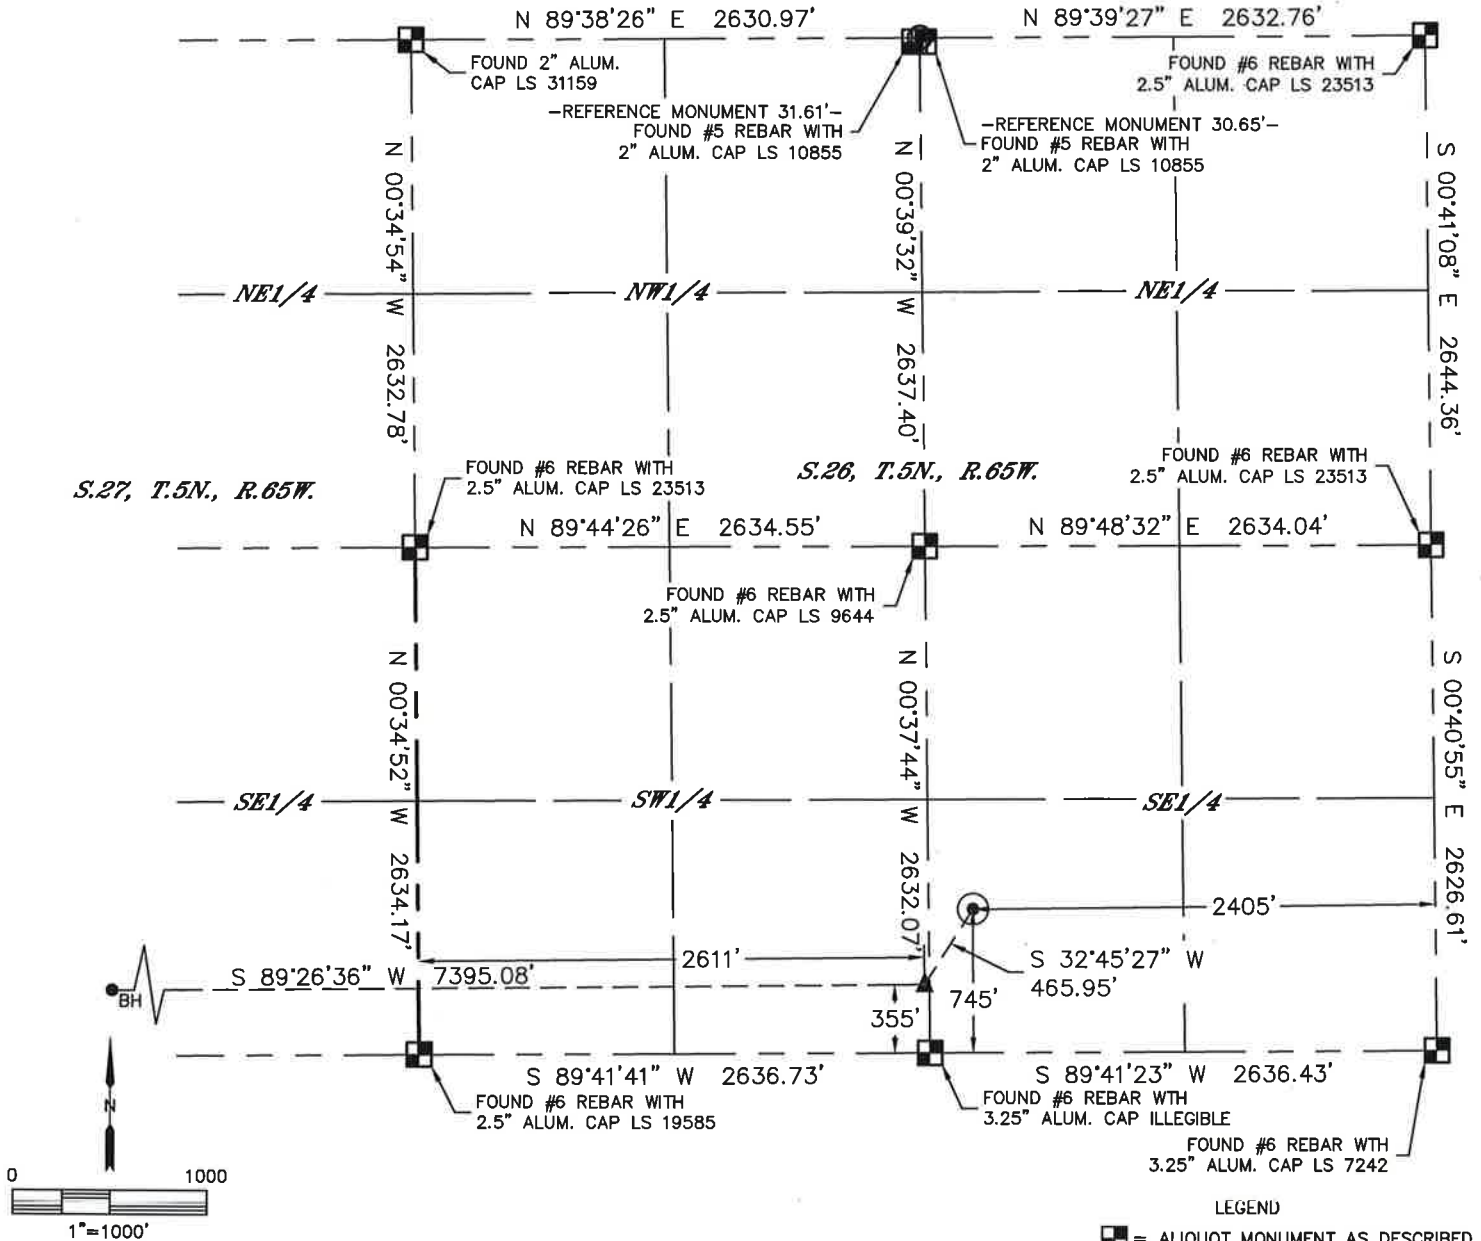 N 89°38'26" E 2630.97'
N 89°39'27" E 2632.76'
FOUND 2" ALUM.
CAP LS 31159
FOUND #6 REBAR WITH
2.5" ALUM. CAP LS 23513
-REFERENCE MONUMENT 31.61'-
FOUND #5 REBAR WITH
2" ALUM. CAP LS 10855
-REFERENCE MONUMENT 30.65'-
FOUND #5 REBAR WITH
2" ALUM. CAP LS 10855
N 00°34'54" W 2632.78'
N 00°39'32" W 2637.40'
S 00°41'08" E 2644.36'
NE1/4
NW1/4
NE1/4
S.27, T.5N., R.65W.
FOUND #6 REBAR WITH
2.5" ALUM. CAP LS 23513
S.26, T.5N., R.65W.
FOUND #6 REBAR WITH
2.5" ALUM. CAP LS 23513
N 89°44'26" E 2634.55'
N 89°48'32" E 2634.04'
FOUND #6 REBAR WITH
2.5" ALUM. CAP LS 9644
N 00°34'52" W 2634.17'
N 00°37'44" W 2632.07'
S 00°40'55" E 2626.61'
SE1/4
SW1/4
SE1/4
2405'
2611'
S 32°45'27" W
465.95'
S 89°26'36" W 7395.08'
BH
745'
355'
S 89°41'41" W 2636.73'
S 89°41'23" W 2636.43'
FOUND #6 REBAR WITH
2.5" ALUM. CAP LS 19585
FOUND #6 REBAR WTH
3.25" ALUM. CAP ILLEGIBLE
FOUND #6 REBAR WTH
3.25" ALUM. CAP LS 7242
N
0 1000
1"=1000'
LEGEND
= ALIQUOT MONUMENT AS DESCRIBED